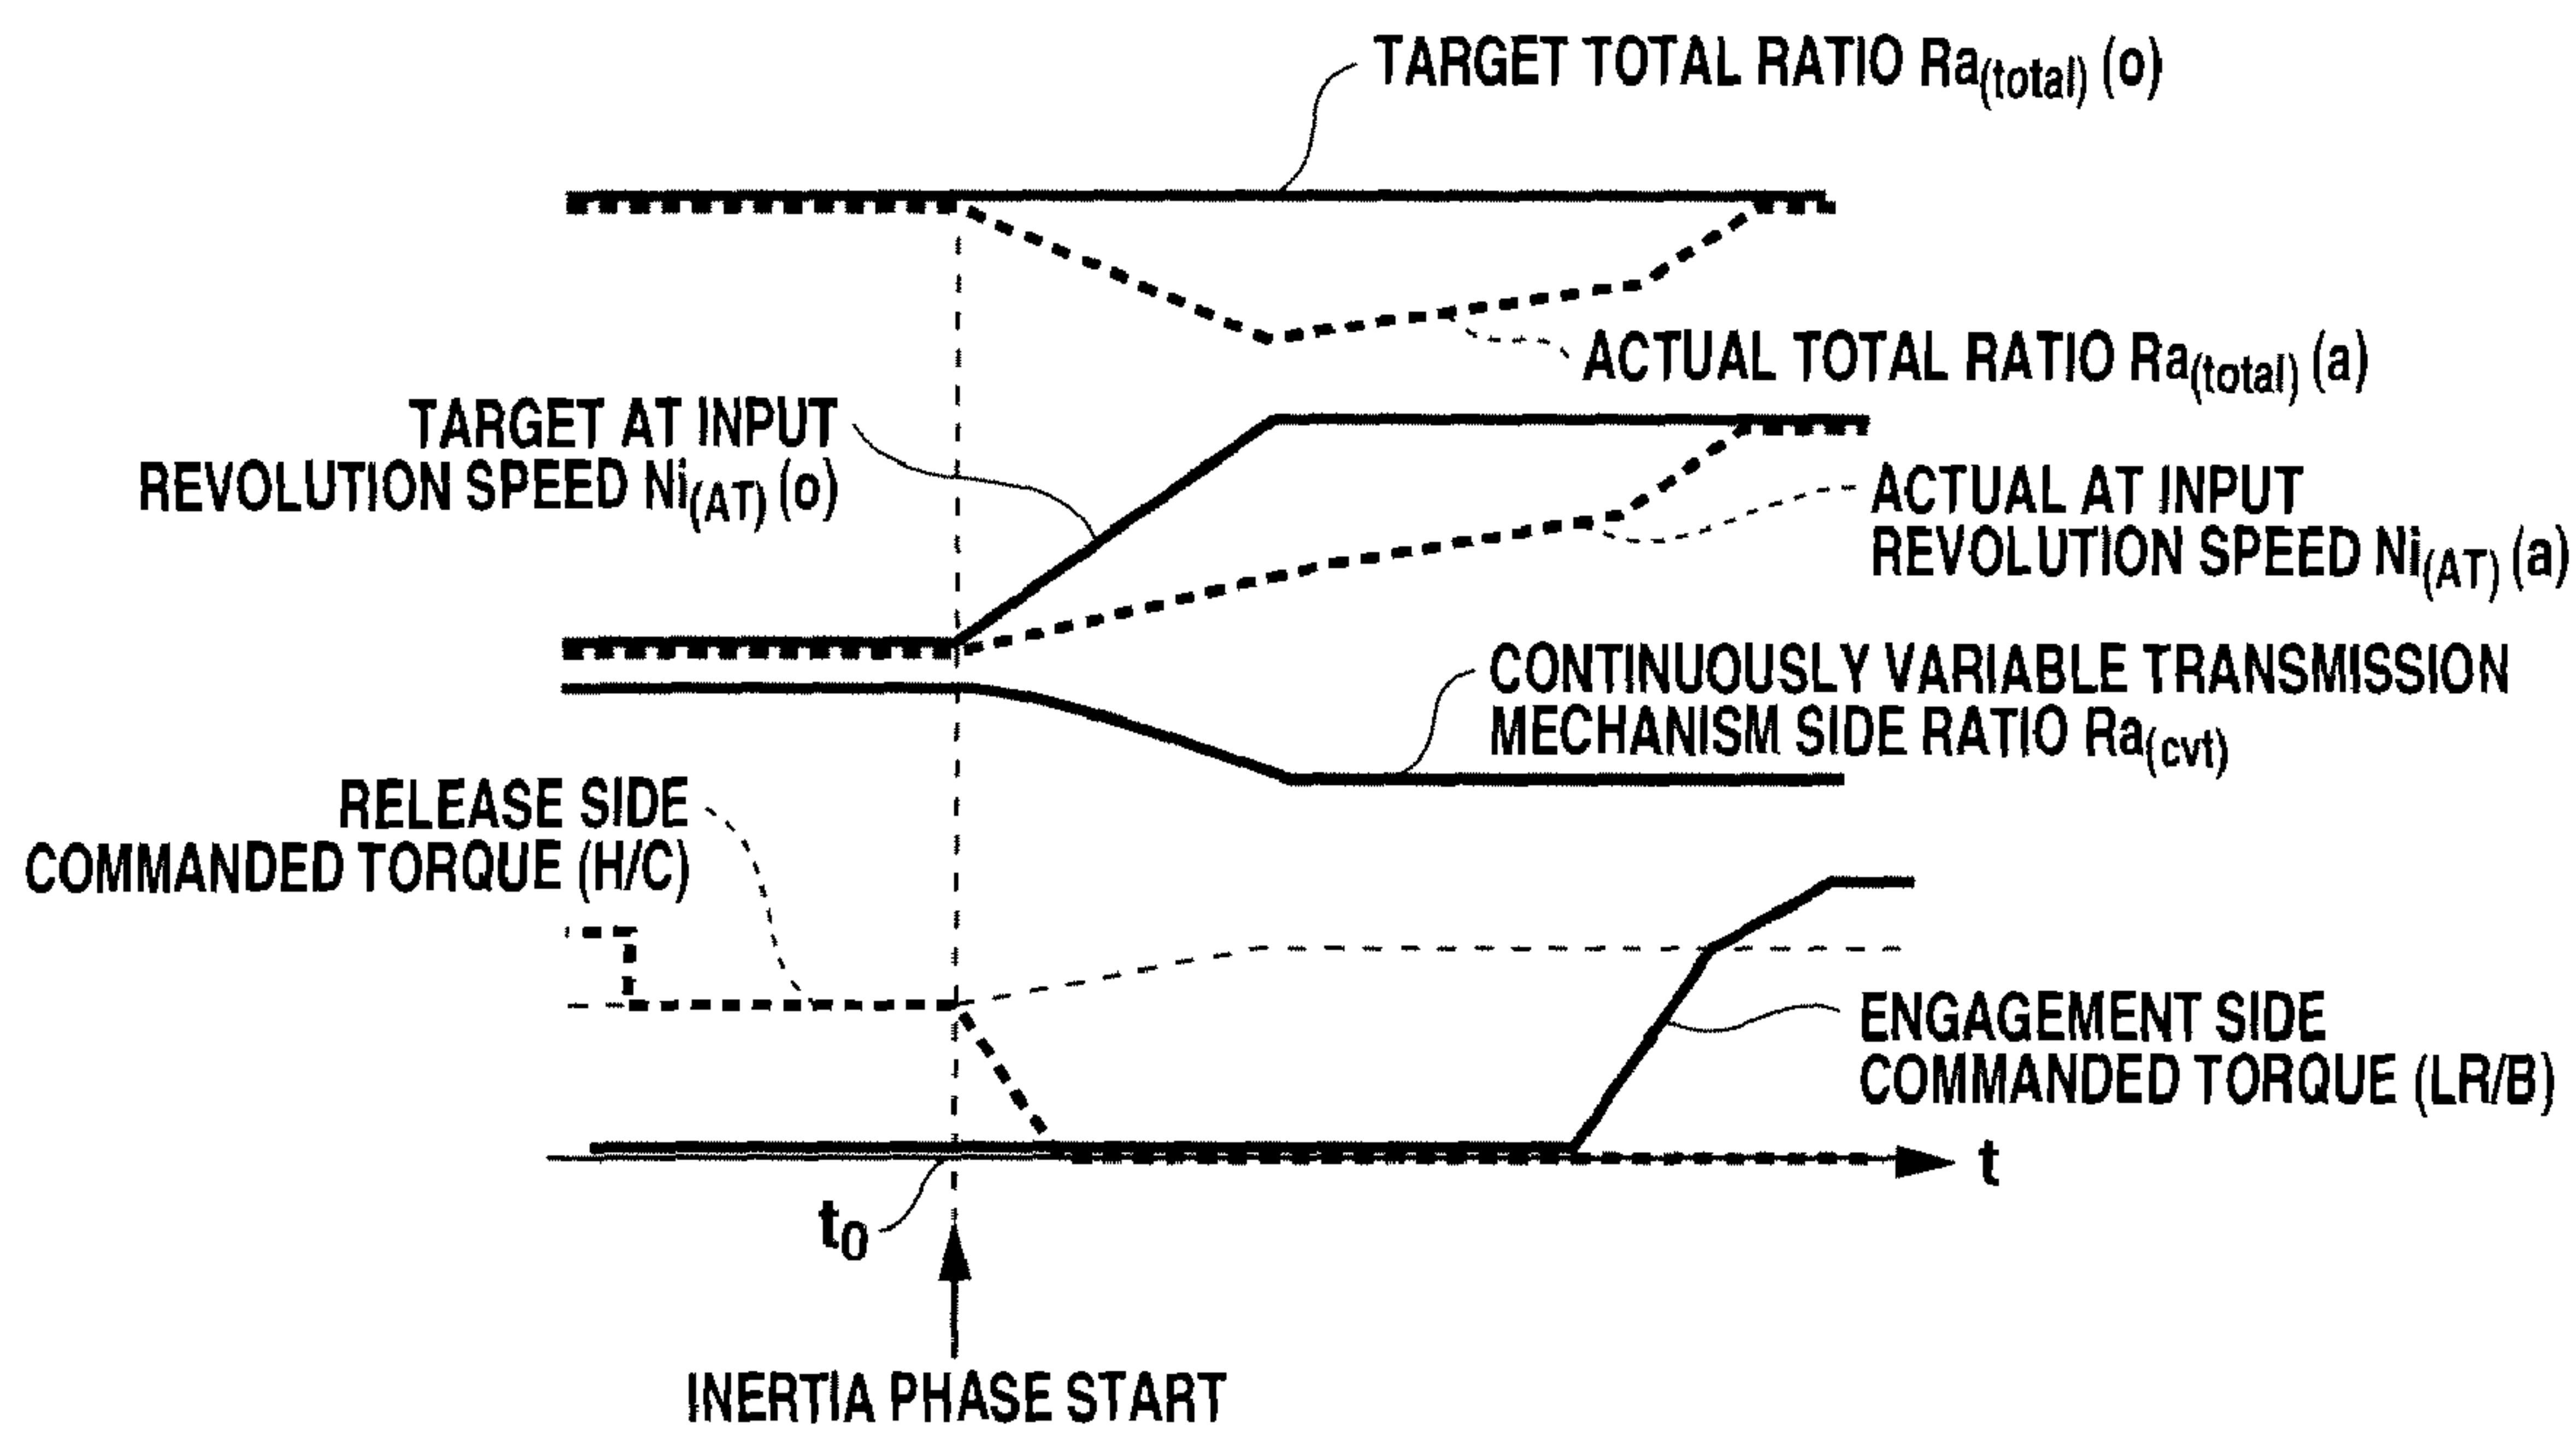 TARGET TOTAL RATIO Ra(total) (o)
ACTUAL TOTAL RATIO Ra(total) (a)
TARGET AT INPUT
REVOLUTION SPEED Ni(AT) (o)
ACTUAL AT INPUT
REVOLUTION SPEED Ni(AT) (a)
CONTINUOUSLY VARIABLE TRANSMISSION
MECHANISM SIDE RATIO Ra(cvt)
RELEASE SIDE
COMMANDED TORQUE (H/C)
ENGAGEMENT SIDE
COMMANDED TORQUE (LR/B)
t
t0
INERTIA PHASE START